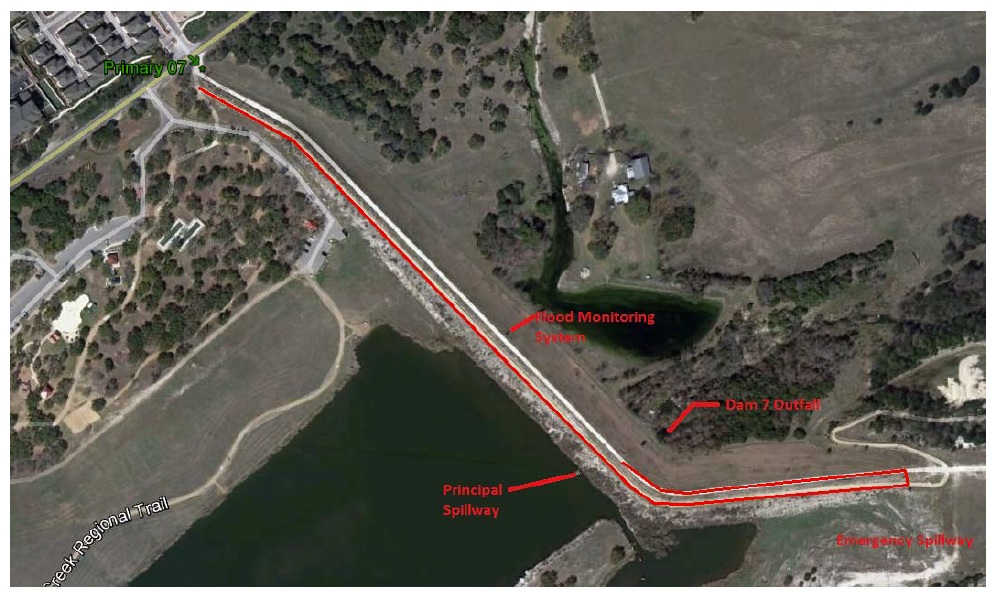 Primary 07
Flood Monitoring
System
Dam 7 Outfall
Principal
Spillway
Emergency Spillway
Creek Regional Trail